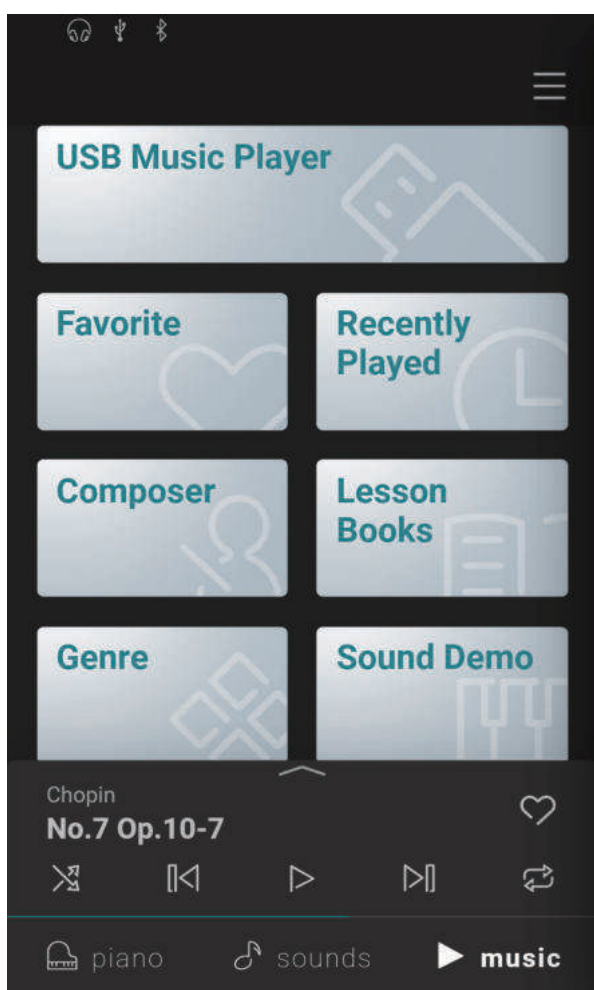 USB Music Player
Favorite
Recently
Played
Composer
Lesson
Books
Genre
Sound Demo
Chopin
No.7 Op.10-7
piano
sounds
music